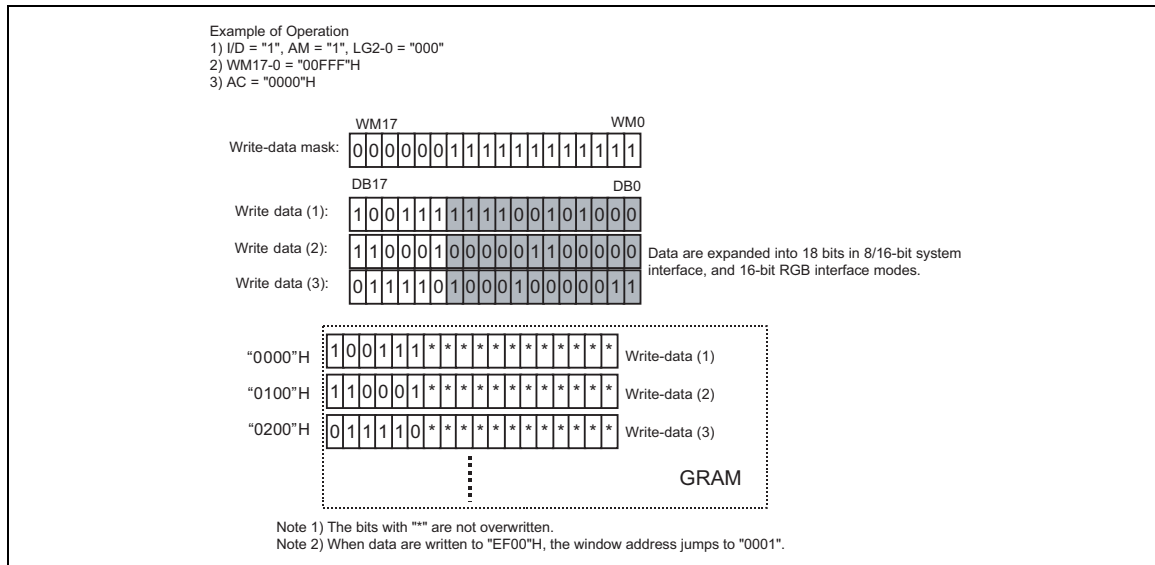 Example of Operation
1) I/D = "1", AM = "1", LG2-0 = "000"
2) WM17-0 = "00FFF"H
3) AC = "0000"H
WM17 WM0
Write-data mask: 0 0 0 0 0 0 1 1 1 1 1 1 1 1 1 1 1 1
DB17 DB0
Write data (1): 1 0 0 1 1 1 1 1 1 1 0 0 1 0 1 0 0 0
Write data (2): 1 1 0 0 0 1 0 0 0 0 0 1 1 0 0 0 0 0
Data are expanded into 18 bits in 8/16-bit system
interface, and 16-bit RGB interface modes.
Write data (3): 0 1 1 1 1 0 1 0 0 0 1 0 0 0 0 0 1 1
“0000”H 1 0 0 1 1 1 * * * * * * * * * * * * Write-data (1)
“0100”H 1 1 0 0 0 1 * * * * * * * * * * * * Write-data (2)
“0200”H 0 1 1 1 1 0 * * * * * * * * * * * * Write-data (3)
GRAM
Note 1) The bits with "*" are not overwritten.
Note 2) When data are written to "EF00"H, the window address jumps to "0001".